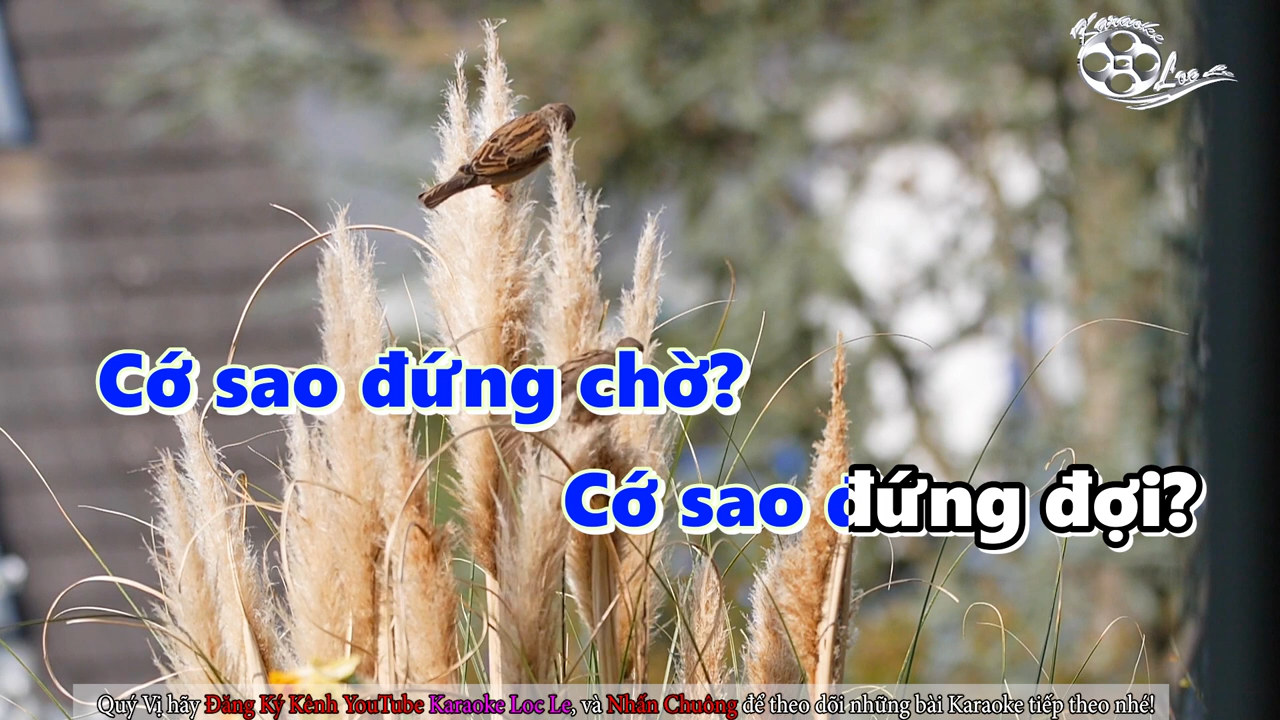 Karaoke
Loc Le
Cớ sao đứng chờ?
Cớ sao đứng đợi?
Quý Vị hãy Đăng Ký Kênh YouTube Karaoke Loc Le, và Nhấn Chuông để theo dõi những bài Karaoke tiếp theo nhé!